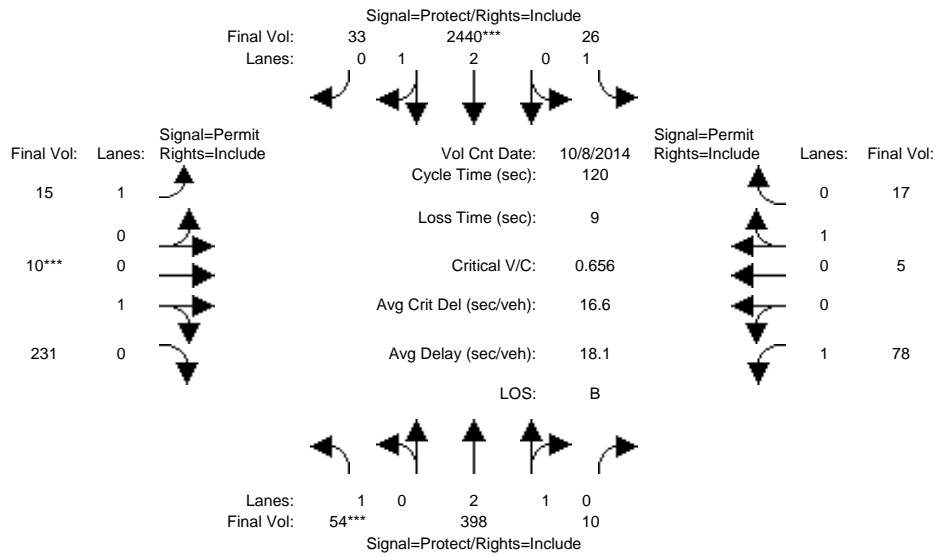 Signal=Protect/Rights=Include
Final Vol: 33 2440*** 26
Lanes: 0 1 2 0 1
Signal=Permit Signal=Permit
Final Vol: Lanes: Rights=Include Vol Cnt Date: 10/8/2014 Rights=Include Lanes: Final Vol:
Cycle Time (sec): 120
15 1 0 17
Loss Time (sec): 9
0 1
10*** 0 Critical V/C: 0.656 0 5
1 Avg Crit Del (sec/veh): 16.6 0
231 0 Avg Delay (sec/veh): 18.1 1 78
LOS: B
Lanes: 1 0 2 1 0
Final Vol: 54*** 398 10
Signal=Protect/Rights=Include